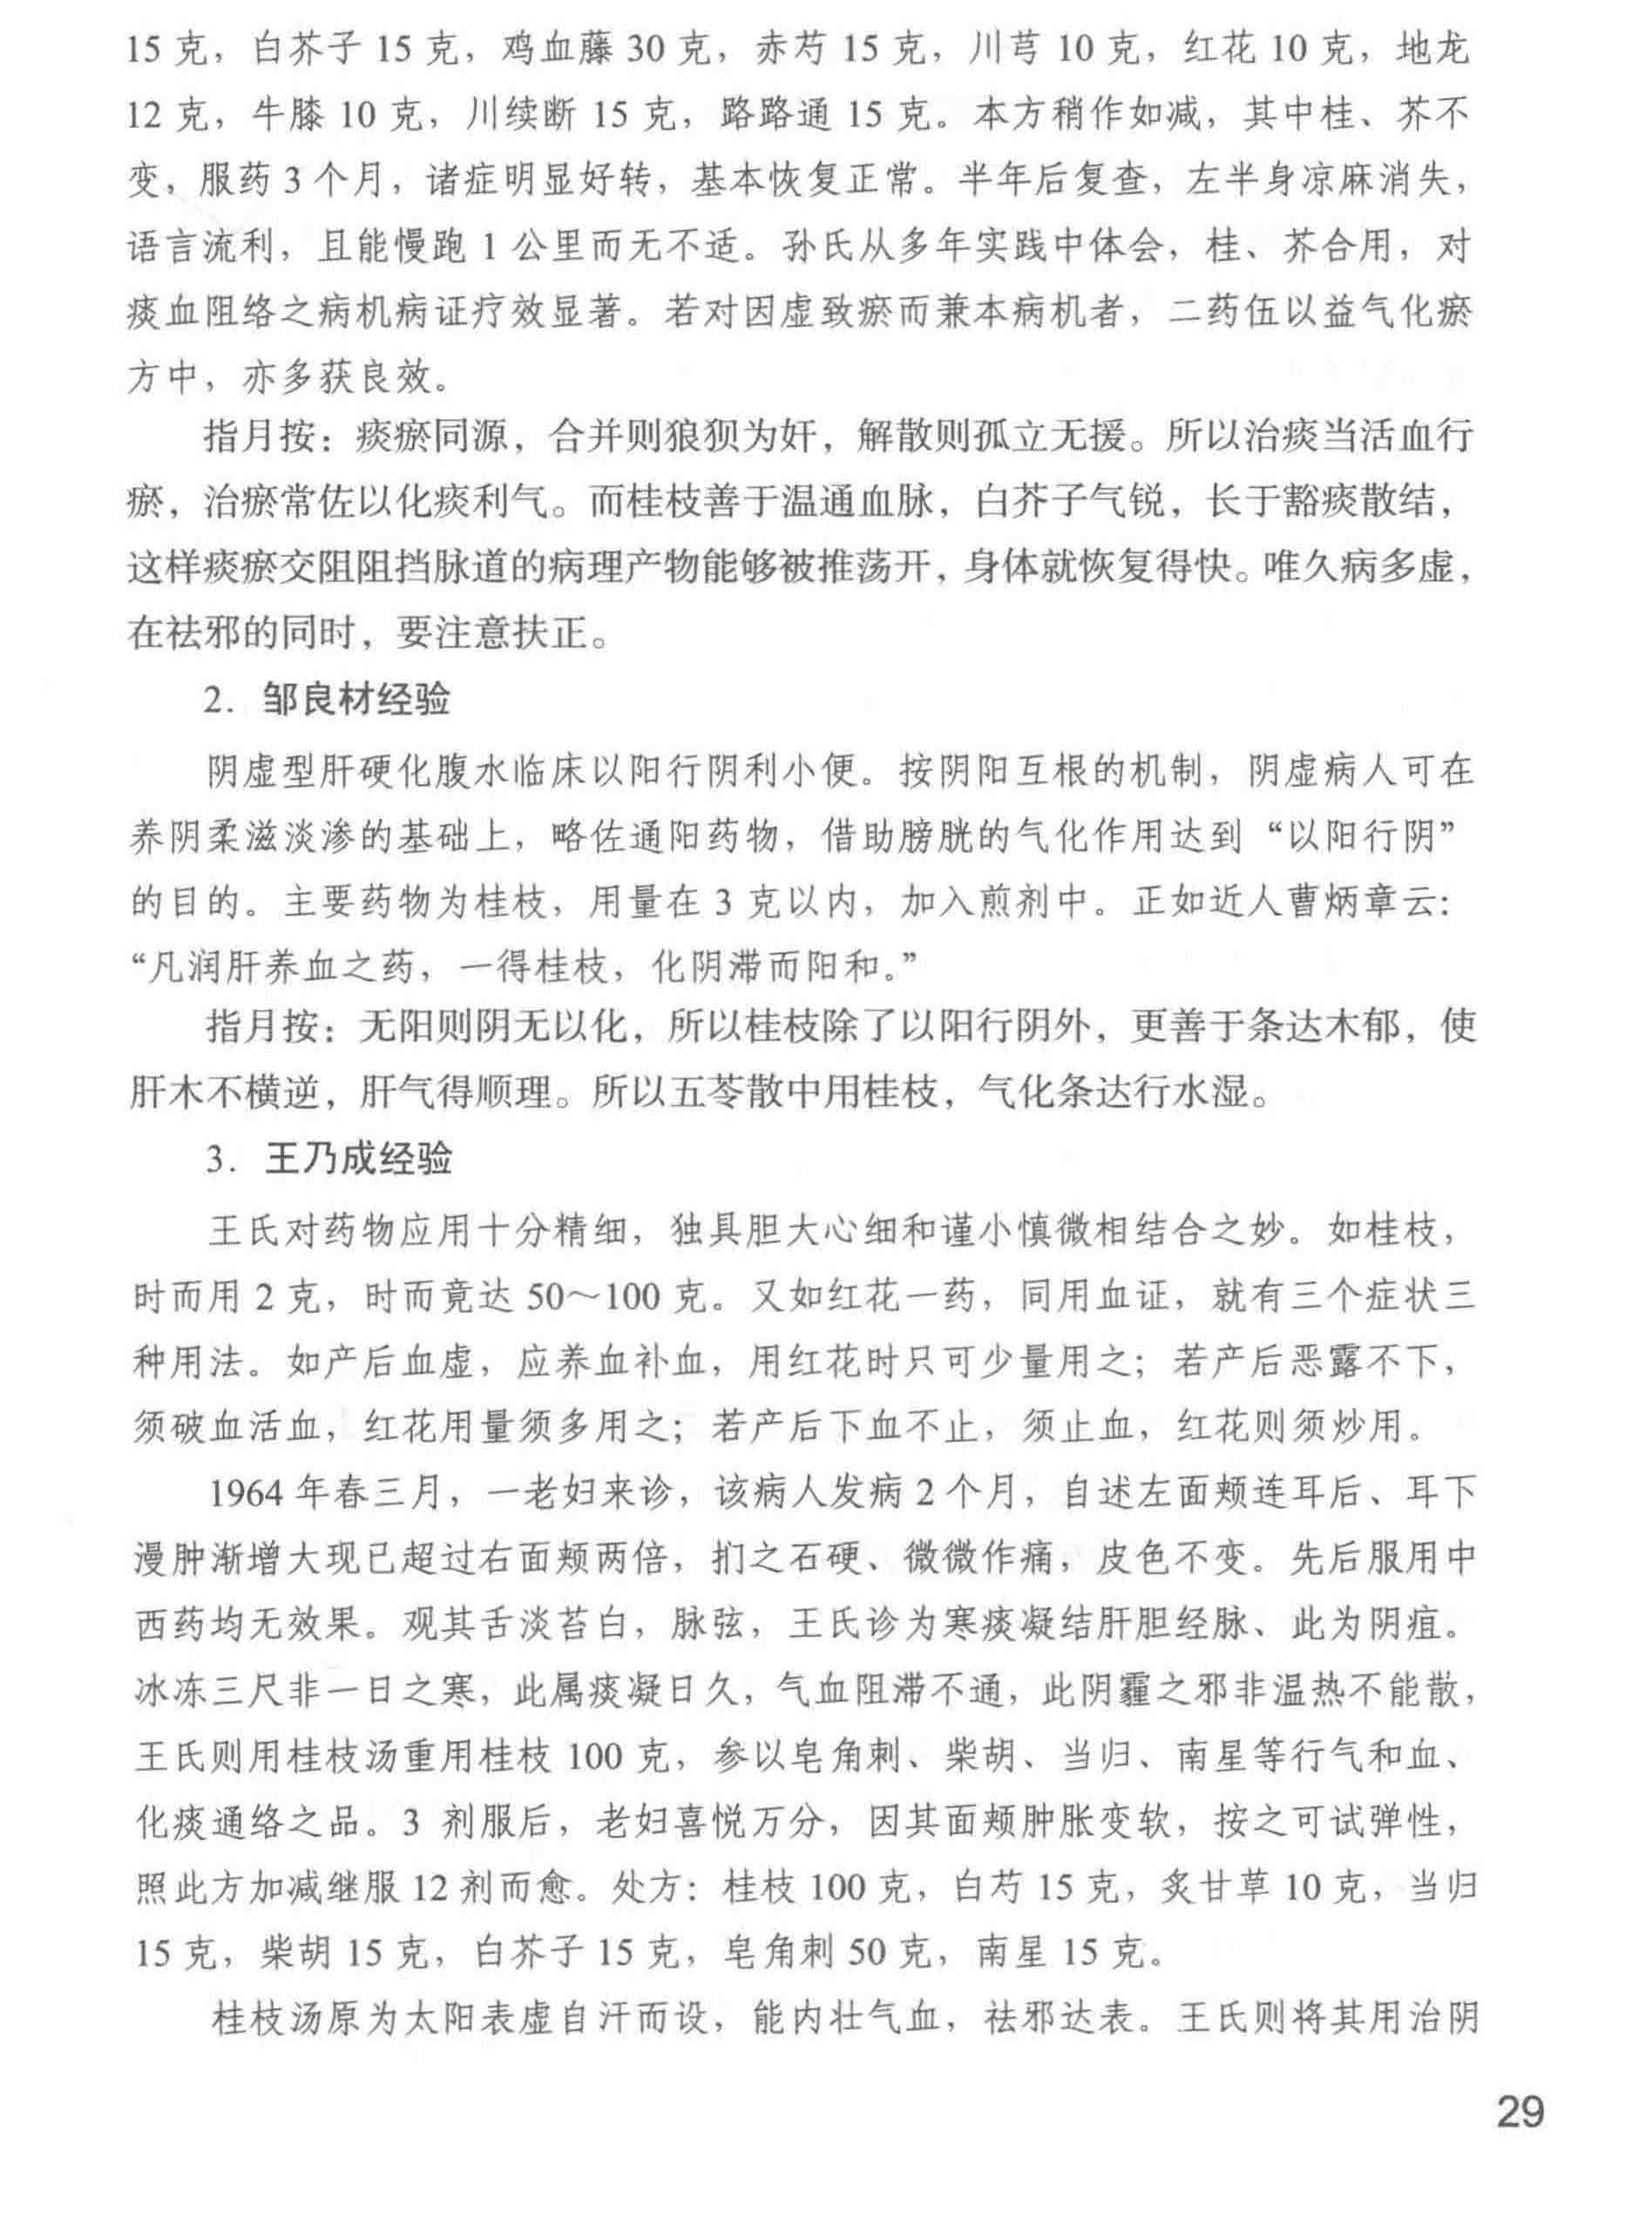 15 克，白芥子 15 克，鸡血藤 30 克，赤芍 15 克，川芎 10 克，红花 10 克，地龙
12 克，牛膝 10 克，川续断 15 克，路路通 15 克。本方稍作如减，其中桂、芥不
变，服药 3 个月，诸症明显好转，基本恢复正常。半年后复查，左半身凉麻消失，
语言流利，且能慢跑 1 公里而无不适。孙氏从多年实践中体会，桂、芥合用，对
痰血阻络之病机病证疗效显著。若对因虚致瘀而兼本病机者，二药伍以益气化瘀
方中，亦多获良效。
指月按：痰瘀同源，合并则狼狈为奸，解散则孤立无援。所以治痰当活血行
瘀，治瘀常佐以化痰利气。而桂枝善于温通血脉，白芥子气锐，长于豁痰散结，
这样痰瘀交阻阻挡脉道的病理产物能够被推荡开，身体就恢复得快。唯久病多虚，
在祛邪的同时，要注意扶正。
2．邹良材经验
阴虚型肝硬化腹水临床以阳行阴利小便。按阴阳互根的机制，阴虚病人可在
养阴柔滋淡渗的基础上，略佐通阳药物，借助膀胱的气化作用达到“以阳行阴”
的目的。主要药物为桂枝，用量在 3 克以内，加入煎剂中。正如近人曹炳章云：
“凡润肝养血之药，一得桂枝，化阴滞而阳和。”
指月按：无阳则阴无以化，所以桂枝除了以阳行阴外，更善于条达木郁，使
肝木不横逆，肝气得顺理。所以五苓散中用桂枝，气化条达行水湿。
3．王乃成经验
王氏对药物应用十分精细，独具胆大心细和谨小慎微相结合之妙。如桂枝，
时而用 2 克，时而竟达 50～100 克。又如红花一药，同用血证，就有三个症状三
种用法。如产后血虚，应养血补血，用红花时只可少量用之；若产后恶露不下，
须破血活血，红花用量须多用之；若产后下血不止，须止血，红花则须炒用。
1964 年春三月，一老妇来诊，该病人发病 2 个月，自述左面颊连耳后、耳下
漫肿渐增大现已超过右面颊两倍，扪之石硬、微微作痛，皮色不变。先后服用中
西药均无效果。观其舌淡苔白，脉弦，王氏诊为寒痰凝结肝胆经脉、此为阴疽。
冰冻三尺非一日之寒，此属痰凝日久，气血阻滞不通，此阴霾之邪非温热不能散，
王氏则用桂枝汤重用桂枝 100 克，参以皂角刺、柴胡、当归、南星等行气和血、
化痰通络之品。3 剂服后，老妇喜悦万分，因其面颊肿胀变软，按之可试弹性，
照此方加减继服 12 剂而愈。处方：桂枝 100 克，白芍 15 克，炙甘草 10 克，当归
15 克，柴胡 15 克，白芥子 15 克，皂角刺 50 克，南星 15 克。
桂枝汤原为太阳表虚自汗而设，能内壮气血，祛邪达表。王氏则将其用治阴
29